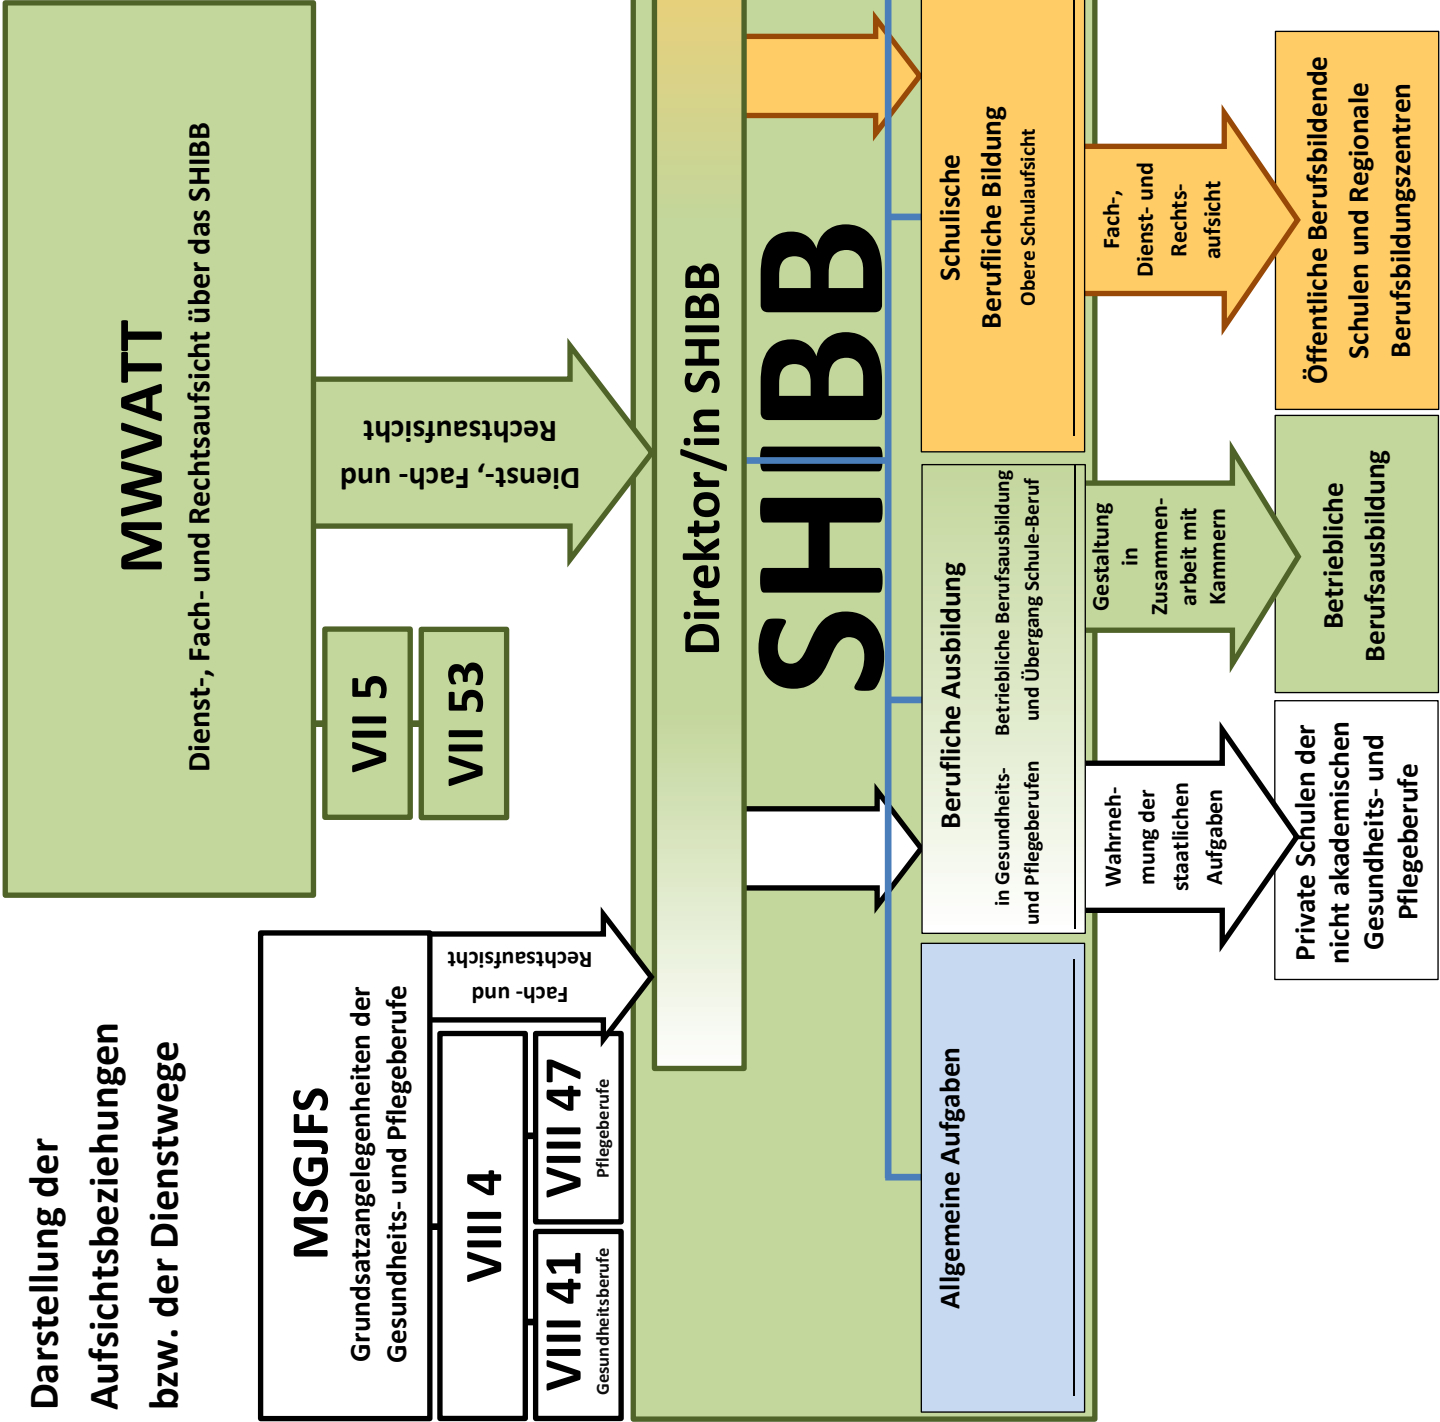 Darstellung der
Aufsichtsbeziehungen
bzw. der Dienstwege
MSGJFS
Grundsatzangelegenheiten der
Gesundheits- und Pflegeberufe
VIII 4
VIII 41
Gesundheitsberufe
VIII 47
Pflegeberufe
Fach- und
Rechtsaufsicht
MWVATT
Dienst-, Fach- und Rechtsaufsicht über das SHIBB
VII 5
VII 53
Dienst-, Fach- und
Rechtsaufsicht
Direktor/in SHIBB
SHIBB
Allgemeine Aufgaben
Berufliche Ausbildung
in Gesundheits-
und Pflegeberufen
Betriebliche Berufsausbildung
und Übergang Schule-Beruf
Schulische
Berufliche Bildung
Obere Schulaufsicht
Wahrneh-
mung der
staatlichen
Aufgaben
Gestaltung
in
Zusammen-
arbeit mit
Kammern
Fach-,
Dienst- und
Rechts-
aufsicht
Private Schulen der
nicht akademischen
Gesundheits- und
Pflegeberufe
Betriebliche
Berufsausbildung
Öffentliche Berufsbildende
Schulen und Regionale
Berufsbildungszentren